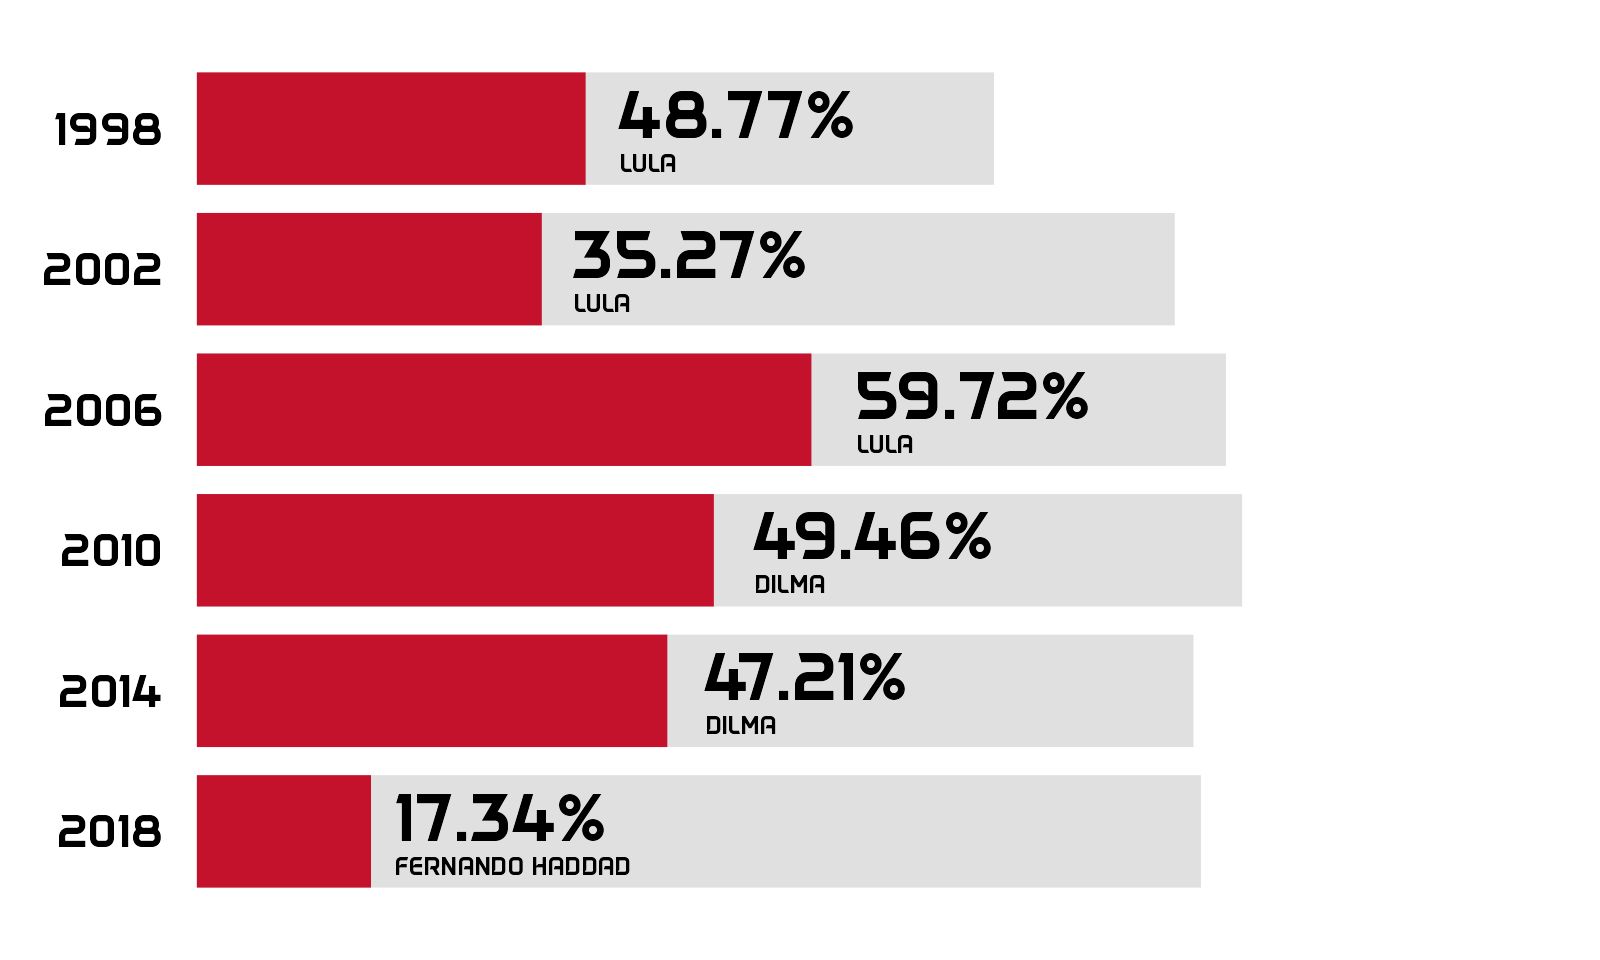 1998
48.77%
LULA
2002
35.27%
LULA
2006
59.72%
LULA
2010
49.46%
DILMA
2014
47.21%
DILMA
2018
17.34%
FERNANDO HADDAD